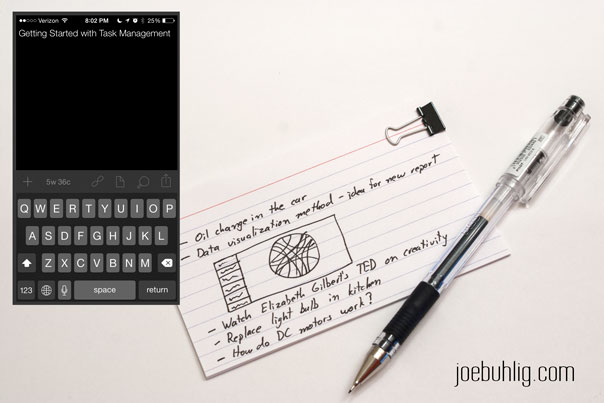 Verizon 8:02 PM 25%
Getting Started with Task Management
5w 36c
Q W E R T Y U I O P
A S D F G H J K L
Z X C V B N M
123 space return
- Oil change in the car
- Data visualization method - idea for new report
- Watch Elizabeth Gilbert's TED on creativity
- Replace light bulb in kitchen
- How do DC motors work?
joebuhlig.com